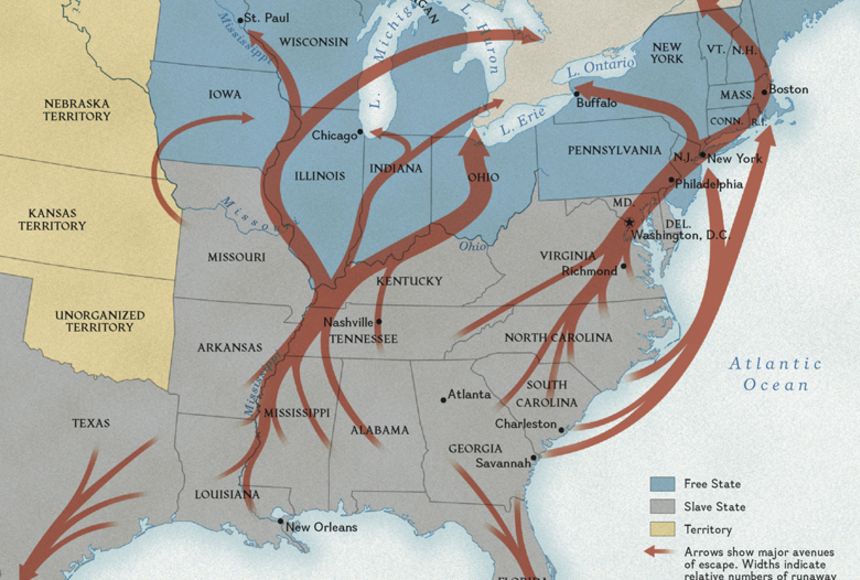 St. Paul
Mississippi
WISCONSIN
L. Michig
GAN
L. Huron
L. Ontario
NEW
YORK
VT.
N.H.
IOWA
NEBRASKA
TERRITORY
Chicago
L. Erie
Buffalo
MASS.
Boston
CONN.
R.I.
ILLINOIS
INDIANA
OHIO
PENNSYLVANIA
N.J.
New York
Philadelphia
KANSAS
TERRITORY
Missouri
MISSOURI
Ohio
MD.
DEL.
Washington, D.C.
VIRGINIA
Richmond
KENTUCKY
UNORGANIZED
TERRITORY
Nashville
TENNESSEE
ARKANSAS
NORTH CAROLINA
Mississippi
MISSISSIPPI
ALABAMA
Atlanta
SOUTH
CAROLINA
Charleston
GEORGIA
Savannah
Atlantic
Ocean
TEXAS
LOUISIANA
New Orleans
FLORIDA
Free State
Slave State
Territory
Arrows show major avenues
of escape. Widths indicate
relative numbers of runaway